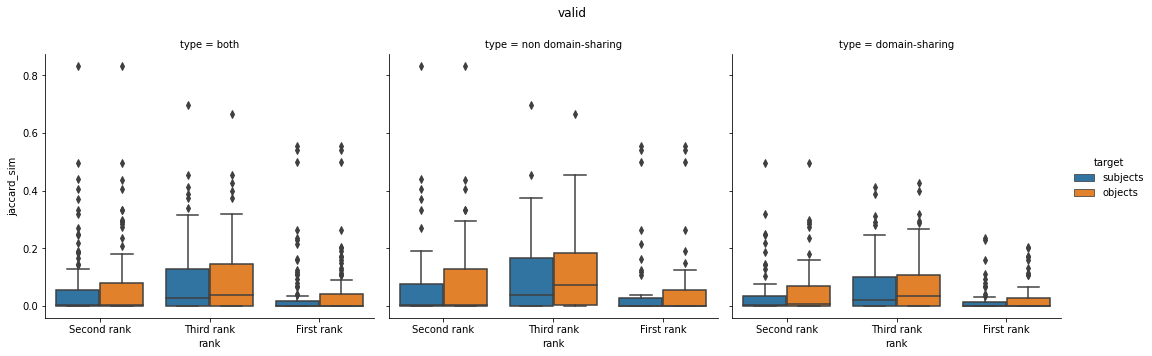 valid
type = both
type = non domain-sharing
type = domain-sharing
jaccard_sim
0.8
0.6
0.4
0.2
0.0
Second rank
Third rank
First rank
Second rank
Third rank
First rank
Second rank
Third rank
First rank
rank
rank
rank
target
subjects
objects